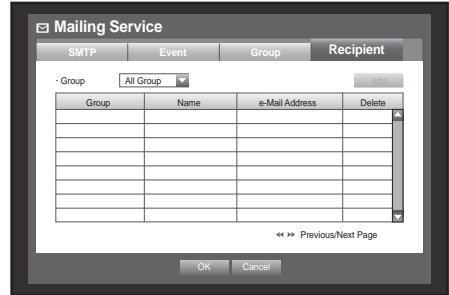 Mailing Service
SMTP Event Group Recipient
· Group All Group Add
Group Name e-Mail Address Delete
Previous/Next Page
OK Cancel